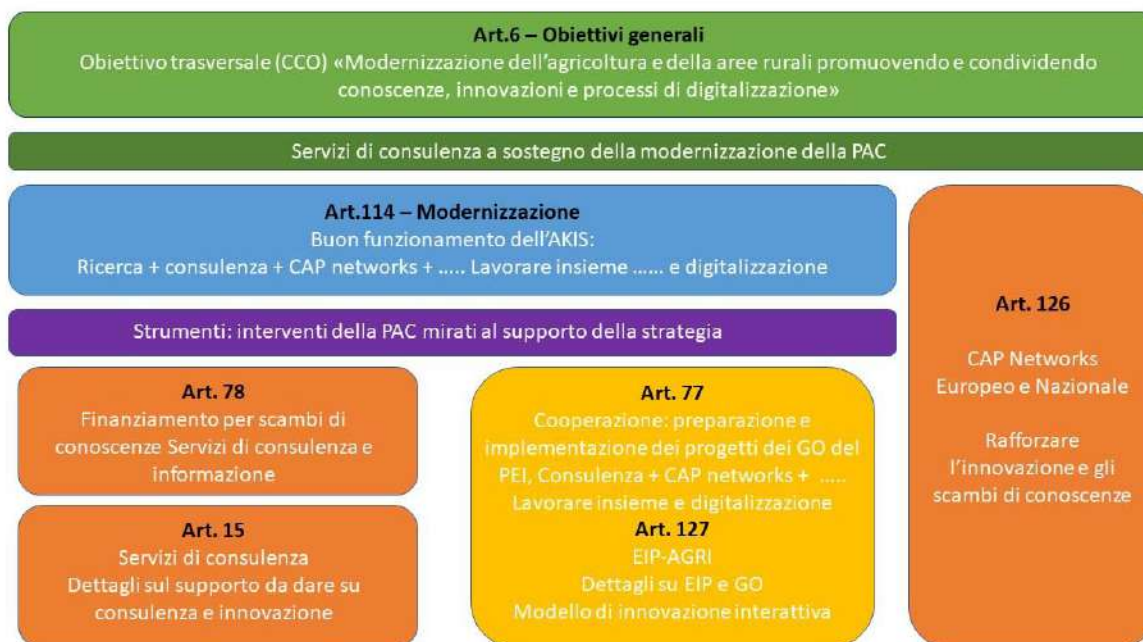 Art.6 – Obiettivi generali
Obiettivo trasversale (CCO) «Modernizzazione dell'agricoltura e della aree rurali promuovendo e condividendo
conoscenze, innovazioni e processi di digitalizzazione»
Servizi di consulenza a sostegno della modernizzazione della PAC
Art.114 – Modernizzazione
Buon funzionamento dell'AKIS:
Ricerca + consulenza + CAP networks + ..... Lavorare insieme ...... e digitalizzazione
Strumenti: interventi della PAC mirati al supporto della strategia
Art. 78
Finanziamento per scambi di
conoscenze Servizi di consulenza e
informazione
Art. 15
Servizi di consulenza
Dettagli sul supporto da dare su
consulenza e innovazione
Art. 77
Cooperazione: preparazione e
implementazione dei progetti dei GO del
PEI, Consulenza + CAP networks + .....
Lavorare insieme e digitalizzazione
Art. 127
EIP-AGRI
Dettagli su EIP e GO
Modello di innovazione interattiva
Art. 126
CAP Networks
Europeo e Nazionale
Rafforzare
l'innovazione e gli
scambi di conoscenze